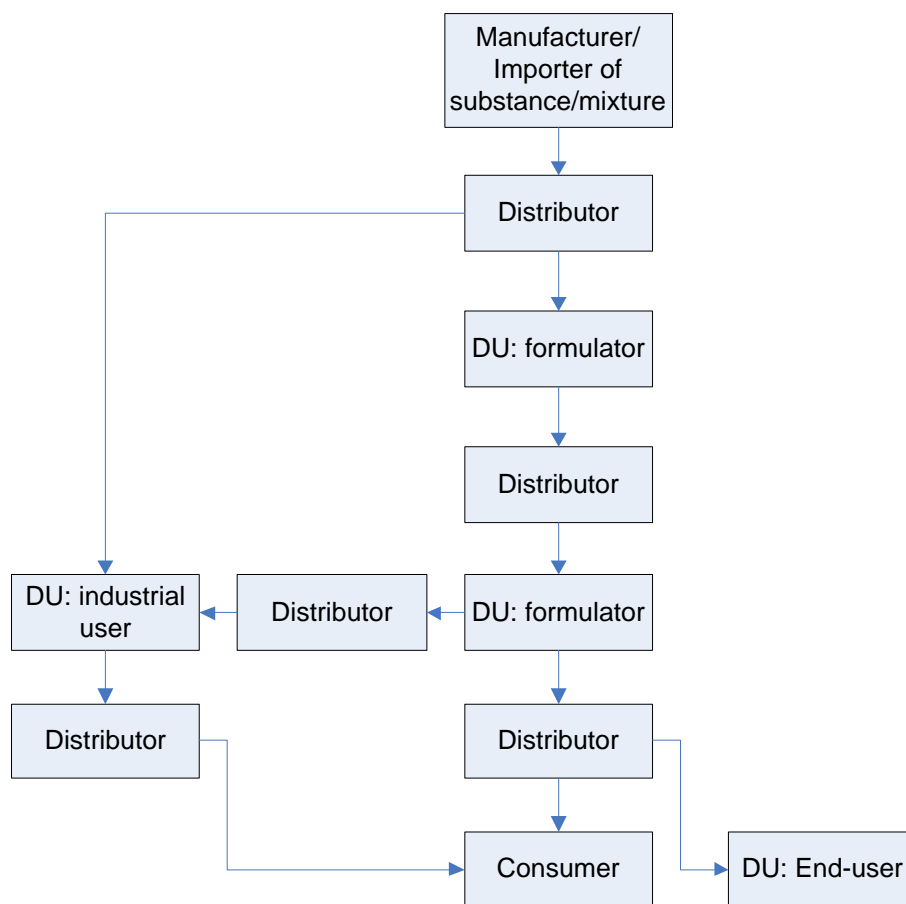 Manufacturer/
Importer of
substance/mixture
Distributor
DU: formulator
Distributor
DU: industrial
user
Distributor
DU: formulator
Distributor
Distributor
Consumer
DU: End-user